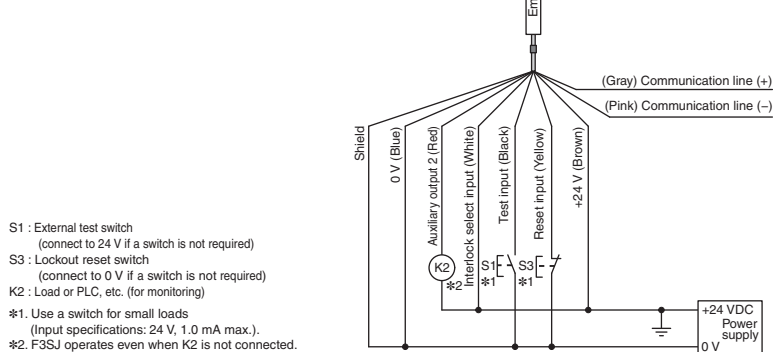 Em
(Gray) Communication line (+)
(Pink) Communication line (−)
Shield
0 V (Blue)
Auxiliary output 2 (Red)
Interlock select input (White)
Test input (Black)
Reset input (Yellow)
+24 V (Brown)
K2
*2
S1
*1
S3
*1
S1 : External test switch
(connect to 24 V if a switch is not required)
S3 : Lockout reset switch
(connect to 0 V if a switch is not required)
K2 : Load or PLC, etc. (for monitoring)
*1. Use a switch for small loads
(Input specifications: 24 V, 1.0 mA max.).
*2. F3SJ operates even when K2 is not connected.
+24 VDC
Power
supply
0 V